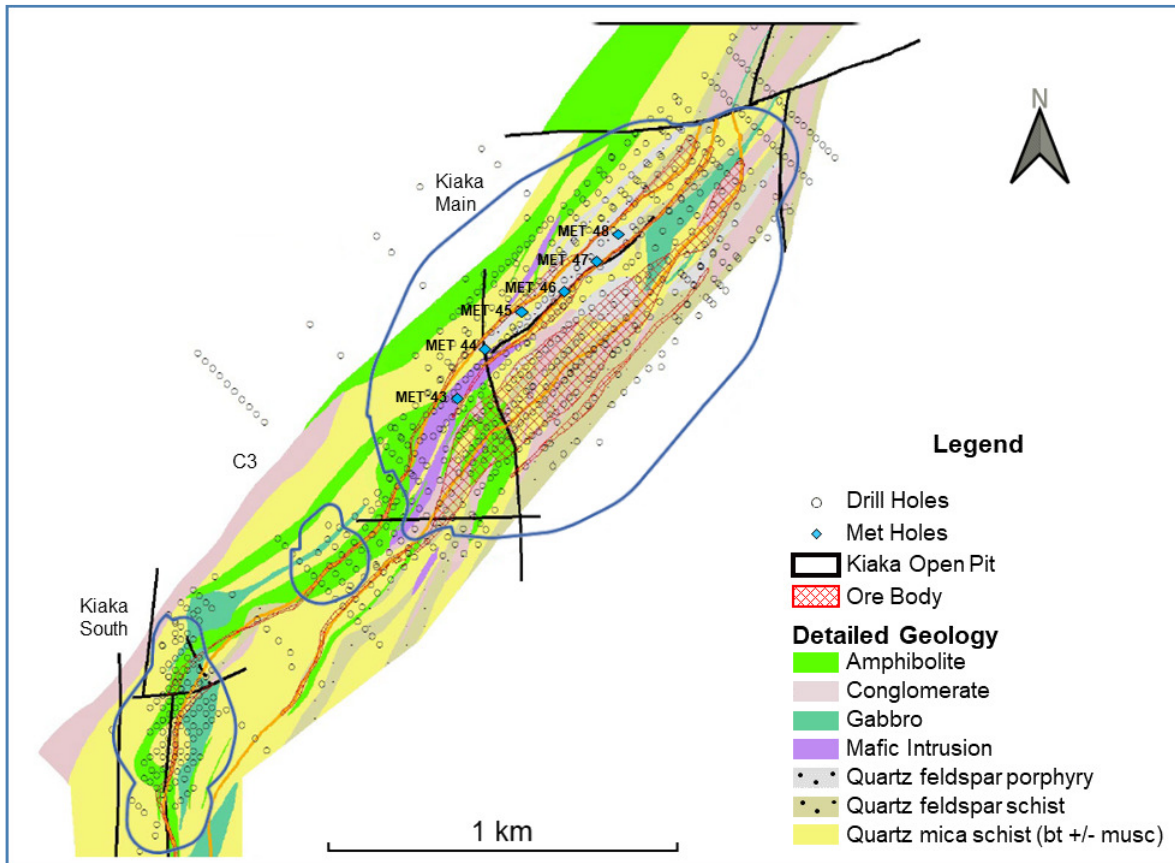 N
Kiaka
Main
MET 48
MET 47
MET 46
MET 45
MET 44
MET 43
C3
Kiaka
South
Legend
Drill Holes
Met Holes
Kiaka Open Pit
Ore Body
Detailed Geology
Amphibolite
Conglomerate
Gabbro
Mafic Intrusion
Quartz feldspar porphyry
Quartz feldspar schist
Quartz mica schist (bt +/- musc)
1 km